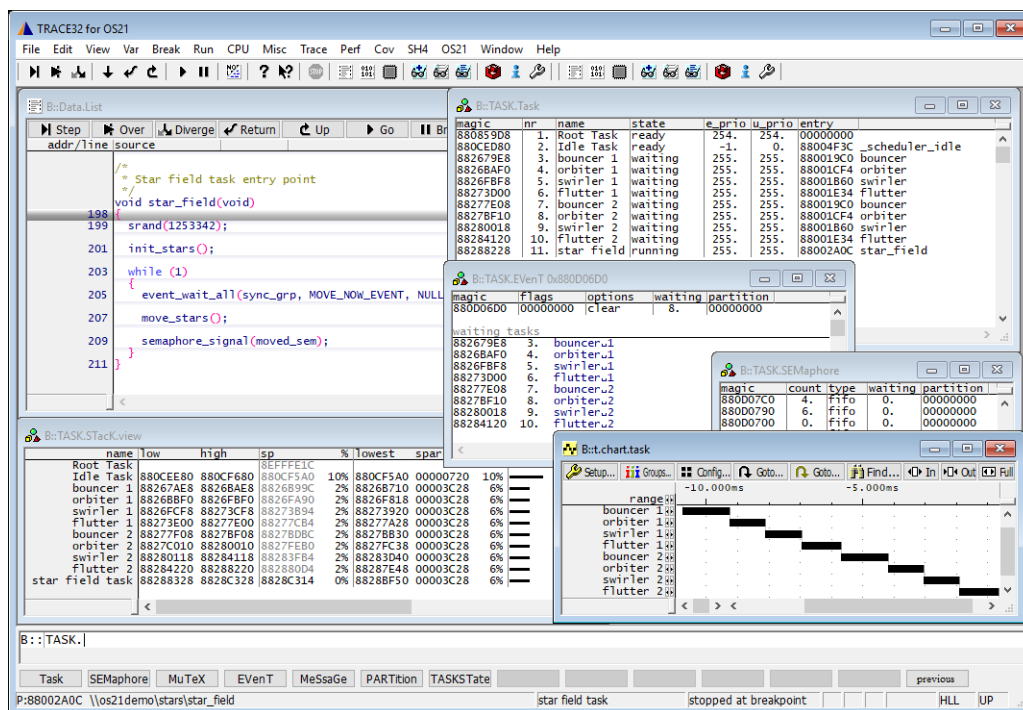 TRACE32 for OS21
File Edit View Var Break Run CPU Misc Trace Perf Cov SH4 OS21 Window Help
B::Data.List
Step Over Diverge Return Up Go Br
addr/line source
/*
* Star field task entry point
*/
void star_field(void)
198 {
199 srand(1253342);
201 init_stars();
203 while (1)
{
205 event_wait_all(sync_grp, MOVE_NOW_EVENT, NULL
207 move_stars();
209 semaphore_signal(moved_sem);
}
211 }
B::TASK.Task
magic nr name state e_prio u_prio entry
880859D8 1. Root Task ready 254. 254. 00000000
880CED80 2. Idle Task ready -1. 0. 88004F3C _scheduler_idle
882679E8 3. bouncer 1 waiting 255. 255. 880019C0 bouncer
8826BAF0 4. orbiter 1 waiting 255. 255. 88001CF4 orbiter
8826FBF8 5. swirler 1 waiting 255. 255. 88001B60 swirler
88273D00 6. flutter 1 waiting 255. 255. 88001E34 flutter
88277E08 7. bouncer 2 waiting 255. 255. 880019C0 bouncer
8827BF10 8. orbiter 2 waiting 255. 255. 88001CF4 orbiter
88280018 9. swirler 2 waiting 255. 255. 88001B60 swirler
88284120 10. flutter 2 waiting 255. 255. 88001E34 flutter
88288228 11. star field running 255. 255. 88002A0C star_field
B::TASK.EVenT 0x880D06D0
magic flags options waiting partition
880D06D0 00000000 clear 8. 00000000
waiting tasks
882679E8 3. bouncer␣1
8826BAF0 4. orbiter␣1
8826FBF8 5. swirler␣1
88273D00 6. flutter␣1
88277E08 7. bouncer␣2
8827BF10 8. orbiter␣2
88280018 9. swirler␣2
88284120 10. flutter␣2
B::TASK.SEMaphore
magic count type waiting partition
880D07C0 4. fifo 0. 00000000
880D0790 6. fifo 0. 00000000
880D0700 0. fifo 0. 00000000
B::TASK.STacK.view
name low high sp % lowest spar
Root Task 8EFFFE1C
Idle Task 880CEE80 880CF680 880CF5A0 10% 880CF5A0 00000720 10%
bouncer 1 88267AE8 8826BAE8 8826B99C 2% 8826B710 00003C28 6%
orbiter 1 8826BBF0 8826FBF0 8826FA90 2% 8826F818 00003C28 6%
swirler 1 8826FCF8 88273CF8 88273B94 2% 88273920 00003C28 6%
flutter 1 88273E00 88277E00 88277CB4 2% 88277A28 00003C28 6%
bouncer 2 88277F08 8827BF08 8827BDBC 2% 8827BB30 00003C28 6%
orbiter 2 8827C010 88280010 8827FEB0 2% 8827FC38 00003C28 6%
swirler 2 88280118 88284118 88283FB4 2% 88283D40 00003C28 6%
flutter 2 88284220 88288220 882880D4 2% 88287E48 00003C28 6%
star field task 88288328 8828C328 8828C314 0% 8828BF50 00003C28 6%
B::t.chart.task
Setup... Groups... Config... Goto... Goto... Find... In Out Full
-10.000ms -5.000ms
range
bouncer 1
orbiter 1
swirler 1
flutter 1
bouncer 2
orbiter 2
swirler 2
flutter 2
B::TASK.
Task SEMaphore MuTeX EVenT MeSsaGe PARTition TASKSTate previous
P:88002A0C \\os21demo\stars\star_field star field task stopped at breakpoint HLL UP